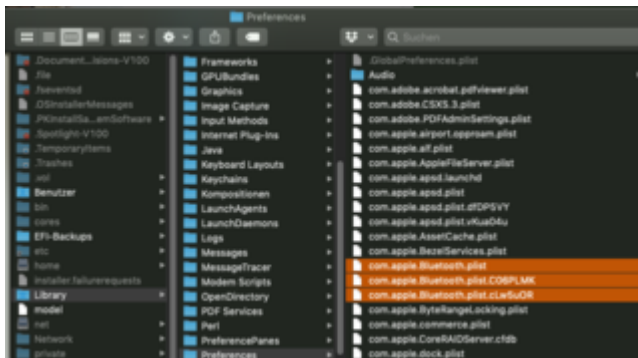 Preferences
Suchen
.Document...isions-V100
.file
.fseventsd
.OSInstallerMessages
.PKInstallSa...emSoftware
.Spotlight-V100
.TemporaryItems
.Trashes
.vol
Benutzer
bin
cores
EFI-Backups
etc
home
installer.failurerequests
Library
model
net
Network
private
Frameworks
GPUBundles
Graphics
Image Capture
Input Methods
Internet Plug-Ins
Java
Keyboard Layouts
Keychains
Kompositionen
LaunchAgents
LaunchDaemons
Logs
Messages
MessageTracer
Modem Scripts
OpenDirectory
PDF Services
Perl
PreferencePanes
Preferences
.GlobalPreferences.plist
Audio
com.adobe.acrobat.pdfviewer.plist
com.adobe.CSXS.3.plist
com.adobe.PDFAdminSettings.plist
com.apple.airport.opproam.plist
com.apple.alf.plist
com.apple.AppleFileServer.plist
com.apple.apsd.launchd
com.apple.apsd.plist
com.apple.apsd.plist.dfDPSVY
com.apple.apsd.plist.vKuaO4u
com.apple.AssetCache.plist
com.apple.BezelServices.plist
com.apple.Bluetooth.plist
com.apple.Bluetooth.plist.COBPLMK
com.apple.Bluetooth.plist.cLw5uOR
com.apple.ByteRangeLocking.plist
com.apple.commerce.plist
com.apple.CoreRAIDServer.cfdb
com.apple.dock.plist